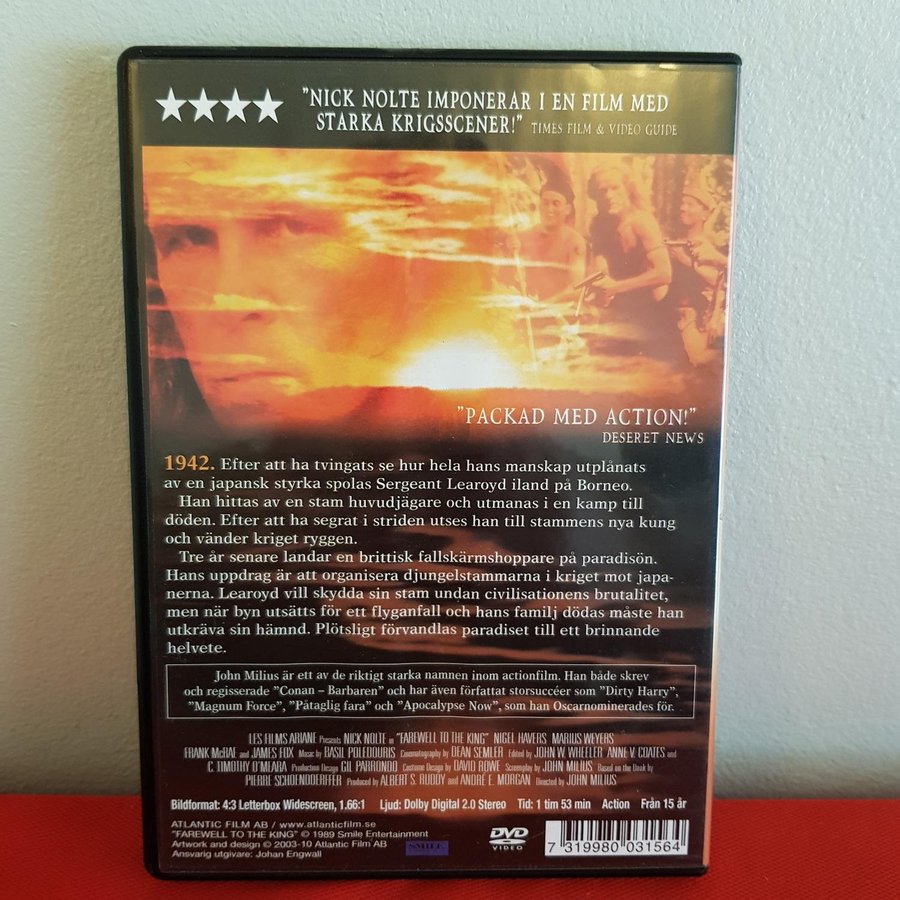 "NICK NOLTE IMPONERAR I EN FILM MED
STARKA KRIGSSCENER!" TIMES FILM & VIDEO GUIDE
"PACKAD MED ACTION!"
DESERET NEWS
1942. Efter att ha tvingats se hur hela hans manskap utplånats
av en japansk styrka spolas Sergeant Learoyd iland på Borneo.
Han hittas av en stam huvudjägare och utmanas i en kamp till
döden. Efter att ha segrat i striden utses han till stammens nya kung
och vänder kriget ryggen.
Tre år senare landar en brittisk fallskärmshoppare på paradisön.
Hans uppdrag är att organisera djungelstammarna i kriget mot japa-
nerna. Learoyd vill skydda sin stam undan civilisationens brutalitet,
men när byn utsätts för ett flyganfall och hans familj dödas måste han
utkräva sin hämnd. Plötsligt förvandlas paradiset till ett brinnande
helvete.
John Milius är ett av de riktigt starka namnen inom actionfilm. Han både skrev
och regisserade "Conan – Barbaren" och har även författat storsuccéer som "Dirty Harry",
"Magnum Force", "Påtaglig fara" och "Apocalypse Now", som han Oscarnominerades för.
LES FILMS ARIANE Presents NICK NOLTE in "FAREWELL TO THE KING" NIGEL HAVERS MARIUS WEYERS
FRANK McRAE and JAMES FOX Music by BASIL POLEDOURIS Cinematography by DEAN SEMLER Edited by JOHN W. WHEELER ANNE V. COATES and
C. TIMOTHY O'MEARA Production Design GIL PARRONDO Costume Design by DAVID ROWE Screenplay by JOHN MILIUS Based on the Book by
PIERRE SCHOENDOERFFER Produced by ALBERT S. RUDDY and ANDRÉ E. MORGAN Directed by JOHN MILIUS
Bildformat: 4:3 Letterbox Widescreen, 1.66:1 Ljud: Dolby Digital 2.0 Stereo Tid: 1 tim 53 min Action Från 15 år
ATLANTIC FILM AB / www.atlanticfilm.se
"FAREWELL TO THE KING" © 1989 Smile Entertainment
Artwork and design © 2003-10 Atlantic Film AB
Ansvarig utgivare: Johan Engwall
SMILE
DVD
VIDEO
7 319980 031564